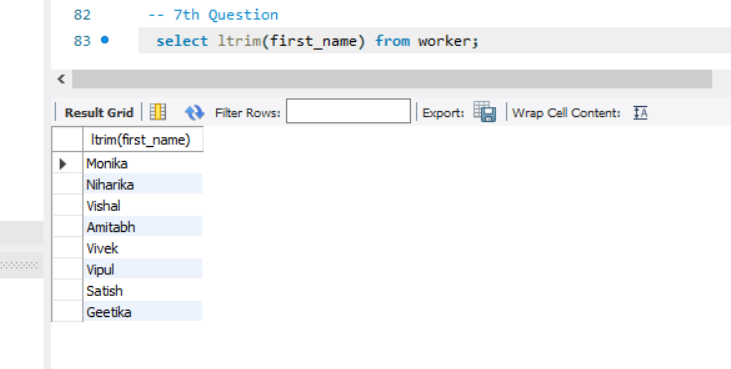 82 -- 7th Question
83 select ltrim(first_name) from worker;
Result Grid Filter Rows: Export: Wrap Cell Content: IA
ltrim(first_name)
Monika
Niharika
Vishal
Amitabh
Vivek
Vipul
Satish
Geetika